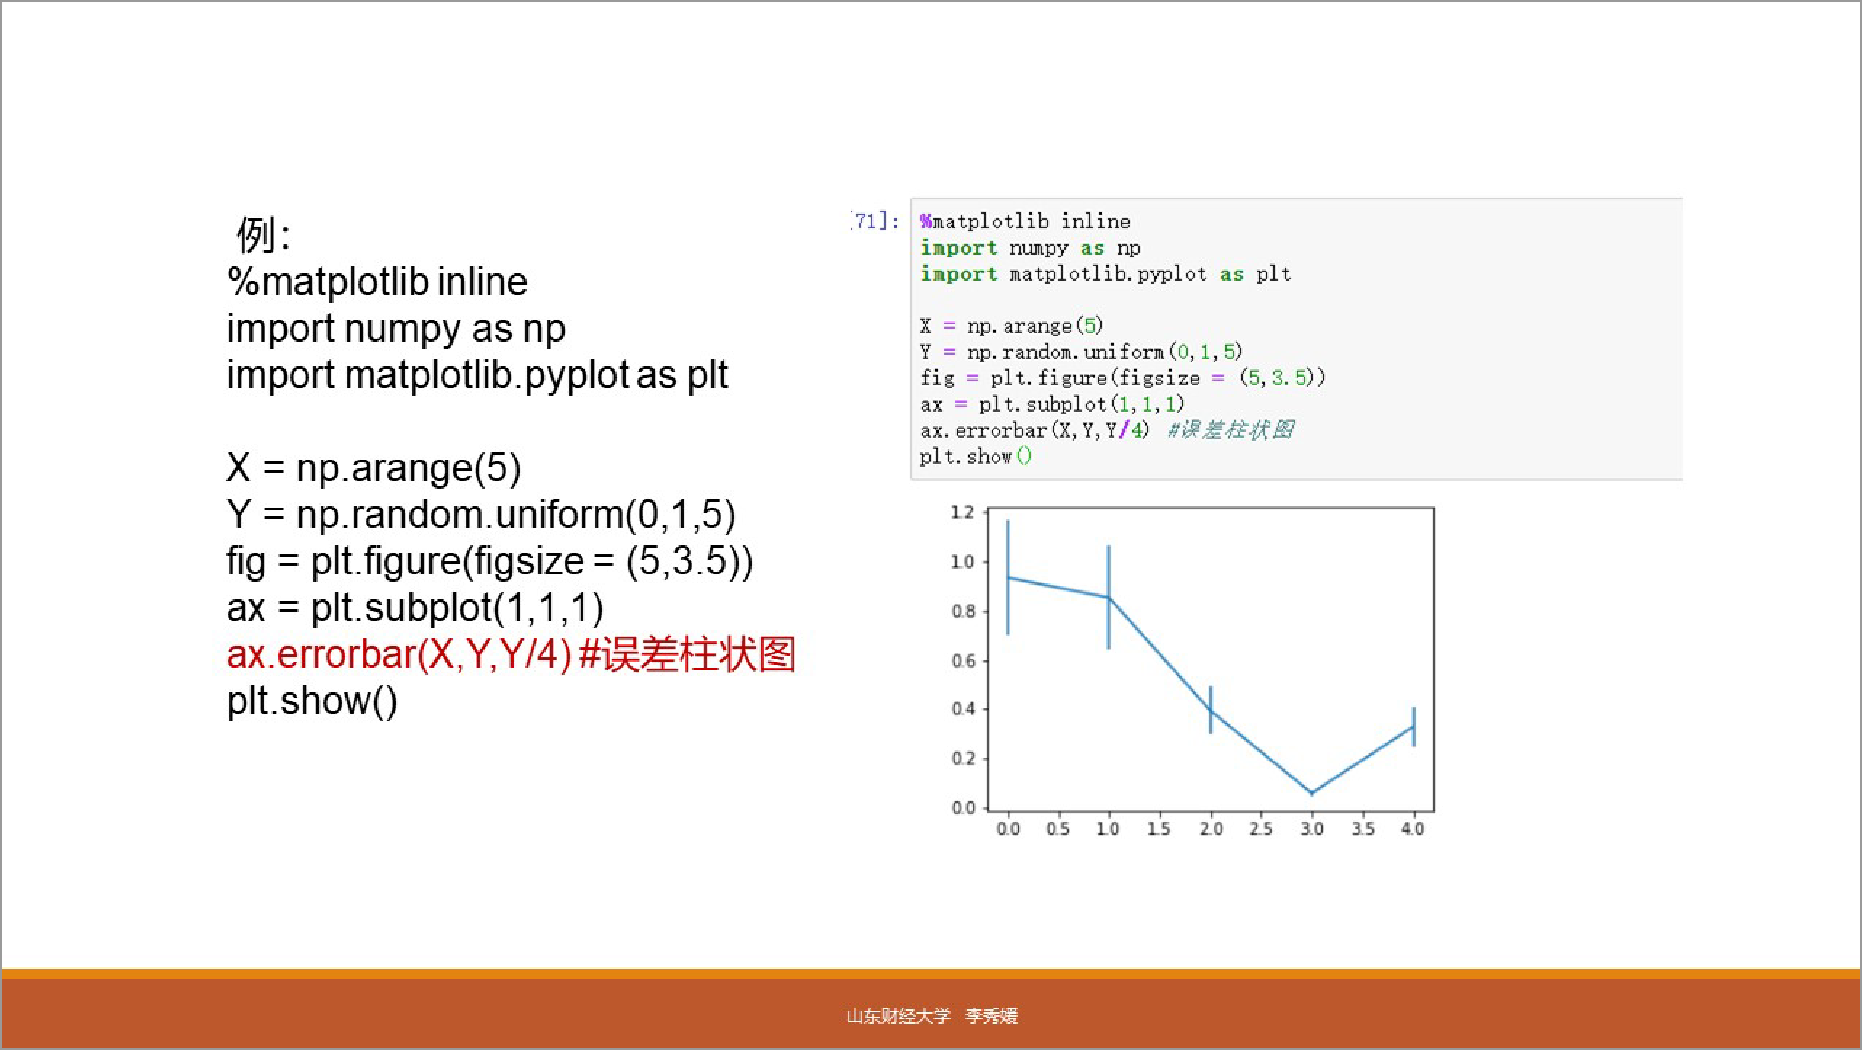 例：
%matplotlib inline
import numpy as np
import matplotlib.pyplot as plt
X = np.arange(5)
Y = np.random.uniform(0,1,5)
fig = plt.figure(figsize = (5,3.5))
ax = plt.subplot(1,1,1)
ax.errorbar(X,Y,Y/4) #误差柱状图
plt.show()
[71]:
%matplotlib inline
import numpy as np
import matplotlib.pyplot as plt
X = np.arange(5)
Y = np.random.uniform(0,1,5)
fig = plt.figure(figsize = (5,3.5))
ax = plt.subplot(1,1,1)
ax.errorbar(X,Y,Y/4) #误差柱状图
plt.show()
1.2
1.0
0.8
0.6
0.4
0.2
0.0
0.0 0.5 1.0 1.5 2.0 2.5 3.0 3.5 4.0
山东财经大学 李秀媛